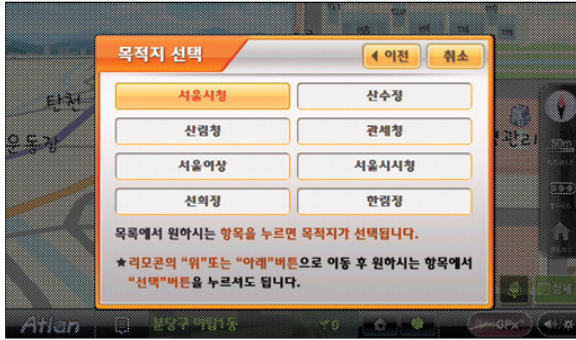 목적지 선택
이전
취소
서울시청
산수정
산림청
관세청
서울여상
서울시시청
선의정
한림정
목록에서 원하시는 항목을 누르면 목적지가 선택됩니다.
★리모콘의 "위"또는 "아래"버튼으로 이동 후 원하시는 항목에서
"선택"버튼을 누르셔도 됩니다.
탄천
운동장
50m
Atlan
분당구 야탑1동